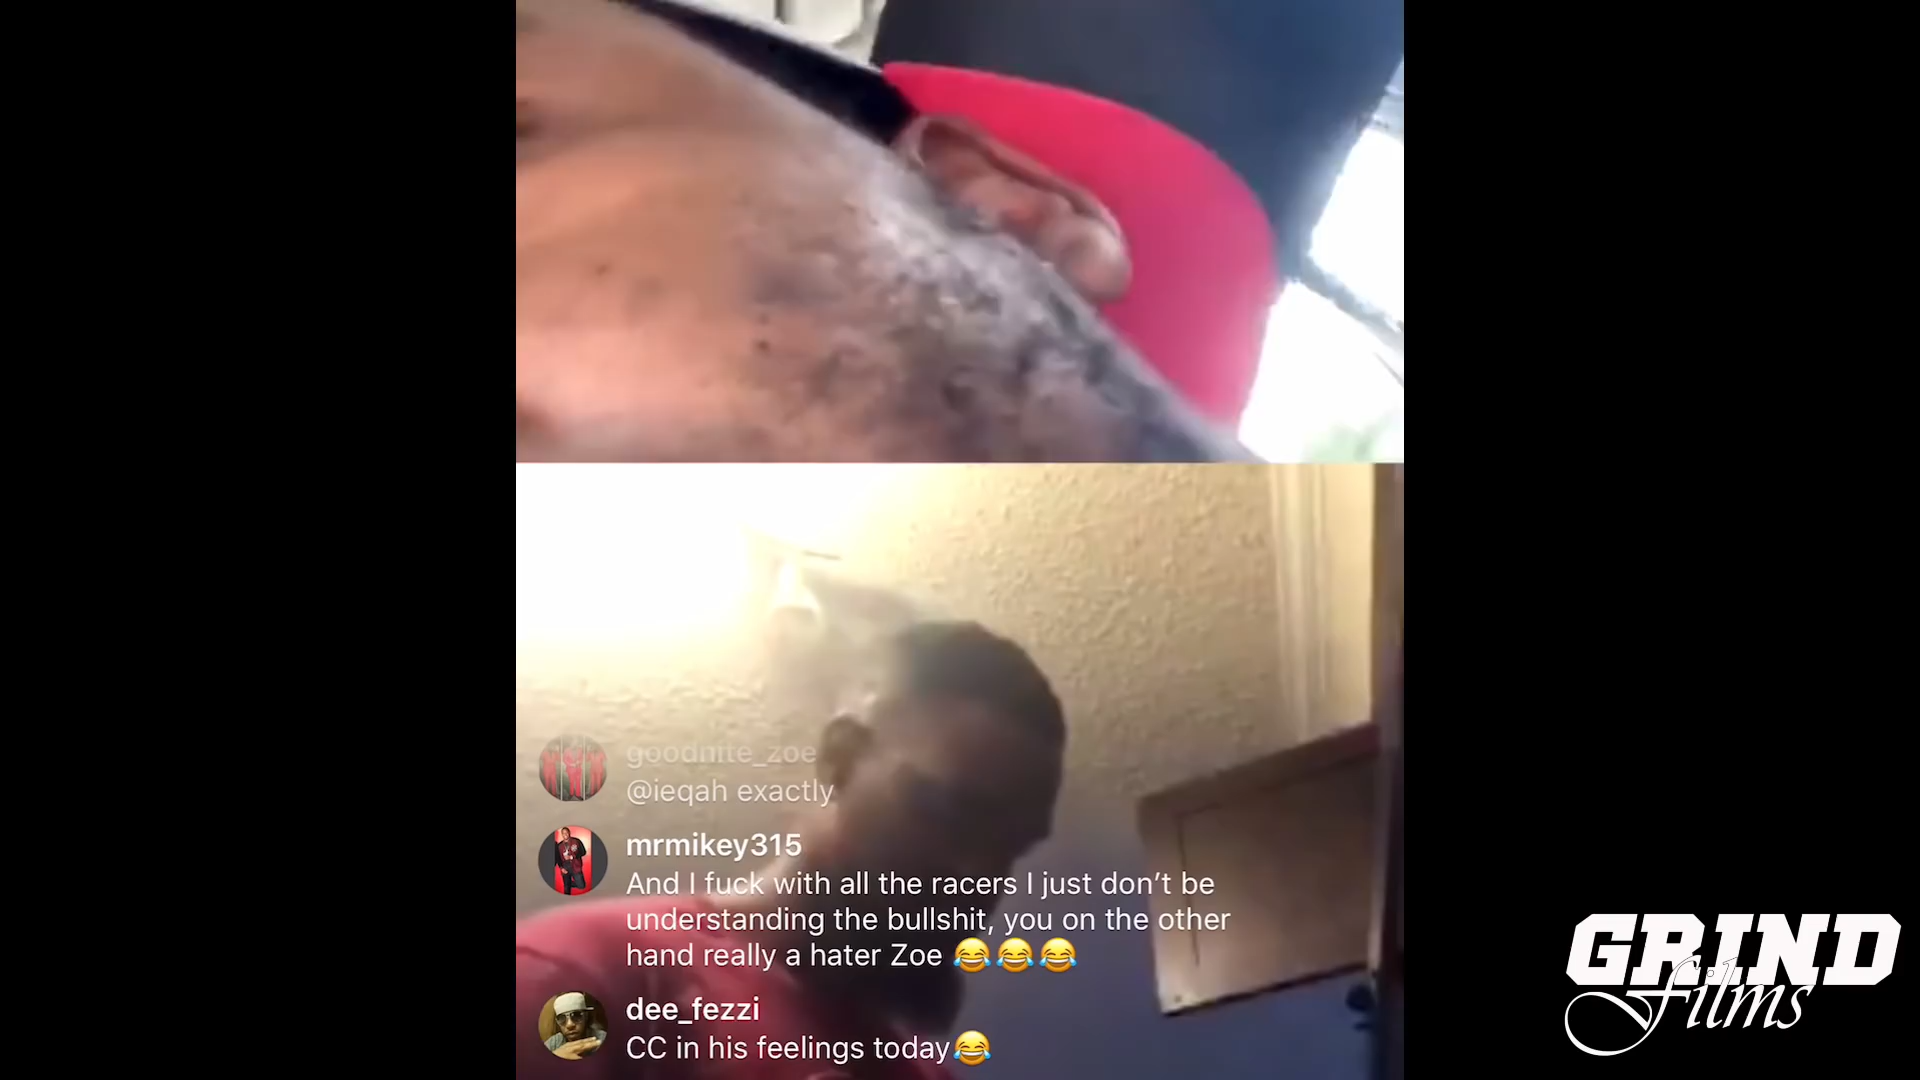 goodnite_zoe
@ieqah exactly
mrmikey315
And I fuck with all the racers I just don’t be
understanding the bullshit, you on the other
hand really a hater Zoe 😂😂😂
dee_fezzi
CC in his feelings today😂
GRIND
films